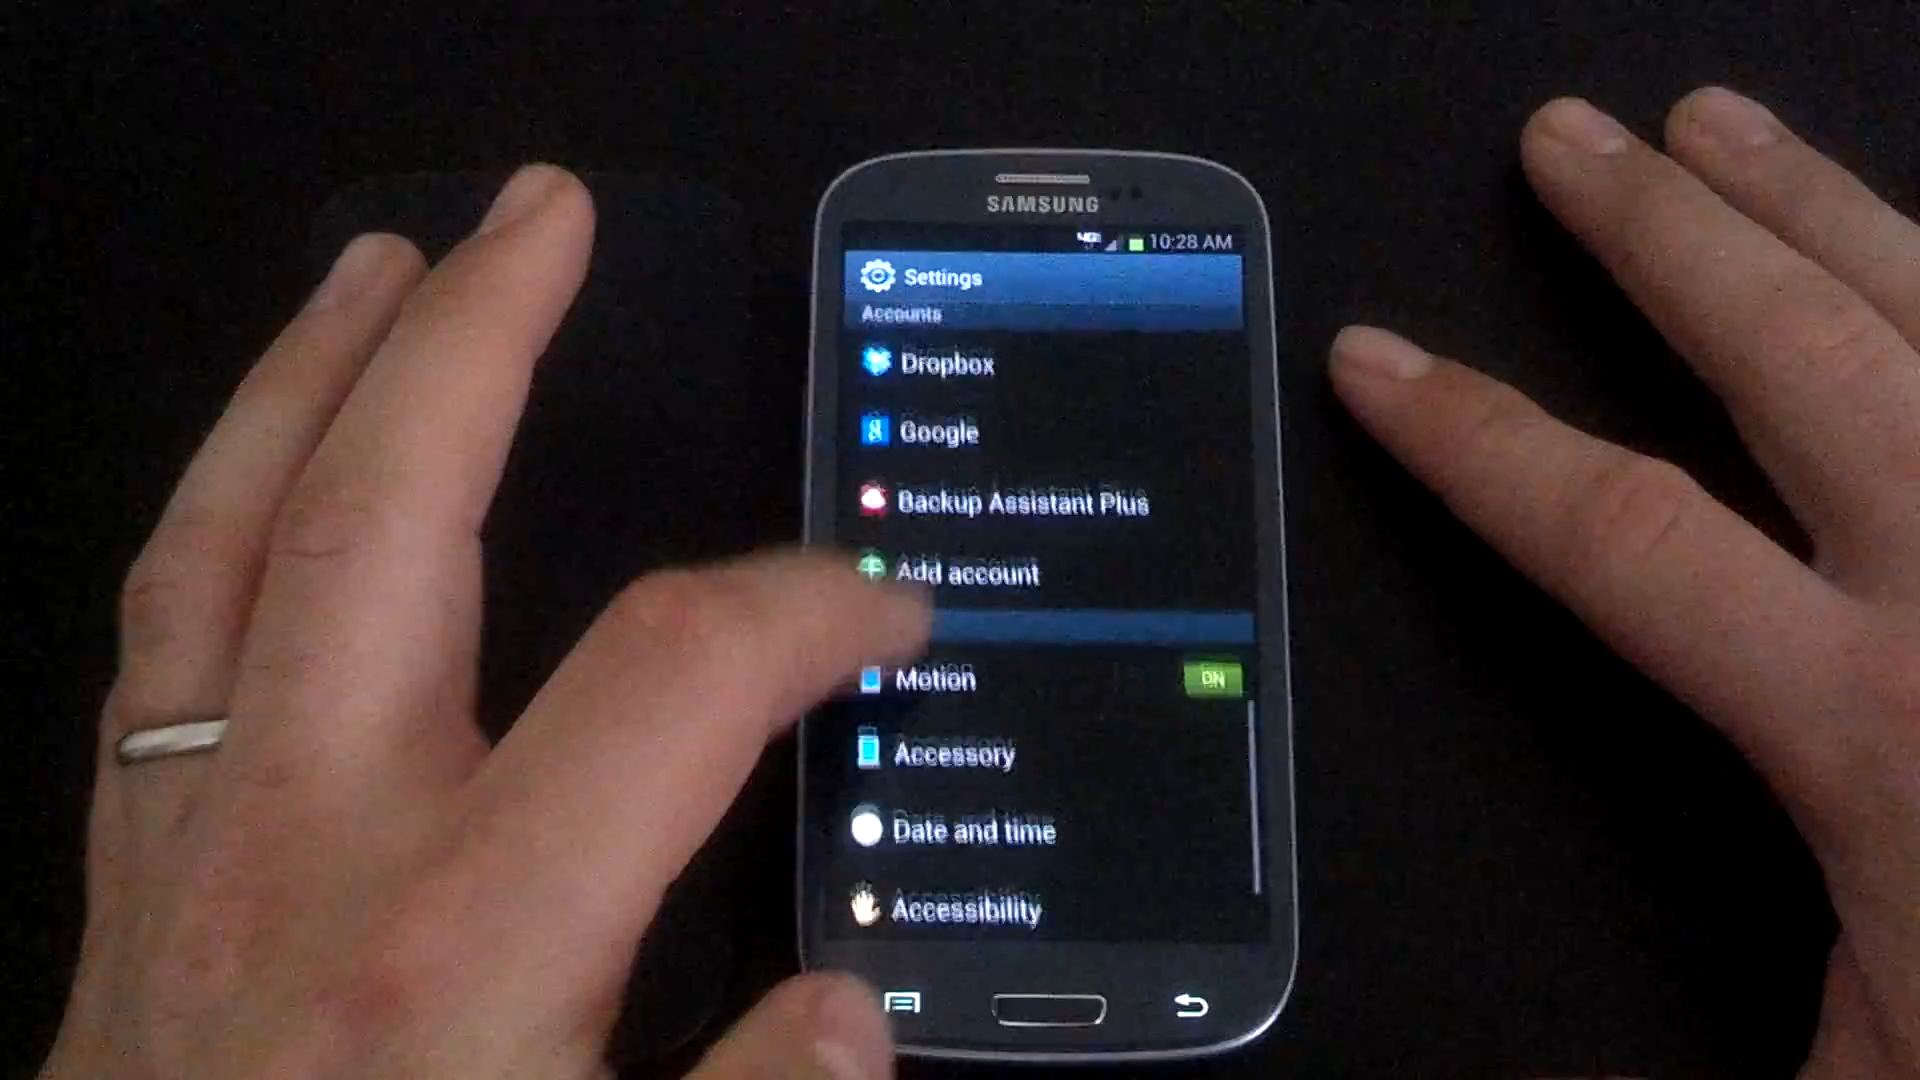 SAMSUNG
4G 10:28 AM
Settings
Accounts
Dropbox
Google
Backup Assistant Plus
Add account
Motion ON
Accessory
Date and time
Accessibility